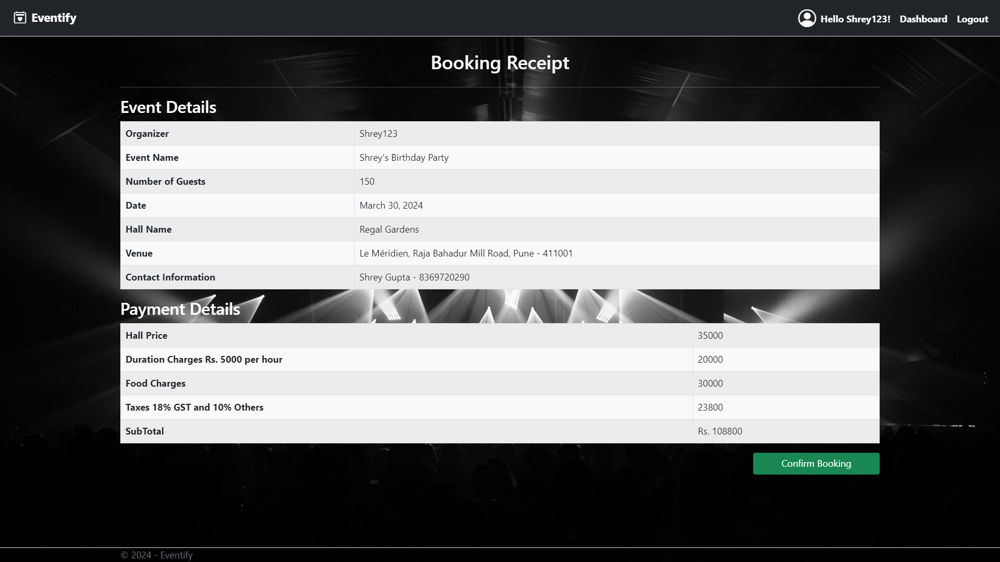 Eventify
Hello Shrey123! Dashboard Logout
Booking Receipt
Event Details
Organizer Shrey123
Event Name Shrey's Birthday Party
Number of Guests 150
Date March 30, 2024
Hall Name Regal Gardens
Venue Le Méridien, Raja Bahadur Mill Road, Pune - 411001
Contact Information Shrey Gupta - 8369720290
Payment Details
Hall Price 35000
Duration Charges Rs. 5000 per hour 20000
Food Charges 30000
Taxes 18% GST and 10% Others 23800
SubTotal Rs. 108800
Confirm Booking
© 2024 - Eventify